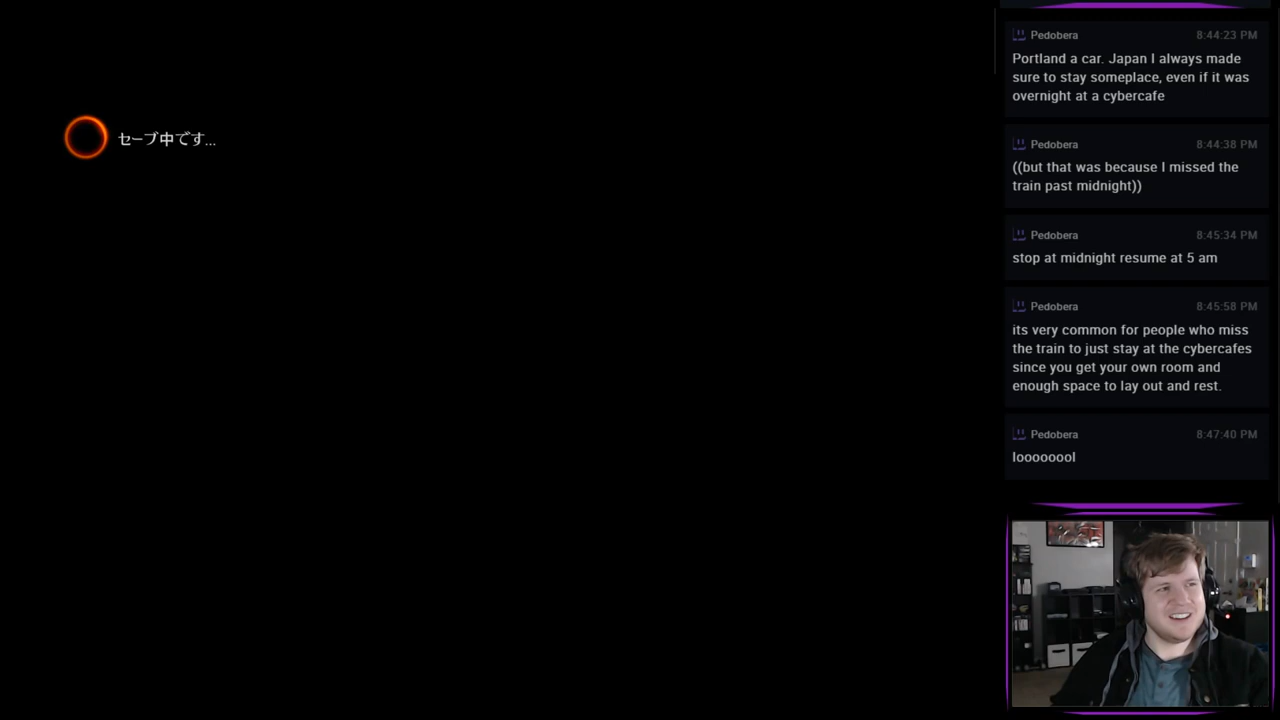 セーブ中です...
Pedobera 8:44:23 PM
Portland a car. Japan I always made
sure to stay someplace, even if it was
overnight at a cybercafe
Pedobera 8:44:38 PM
((but that was because I missed the
train past midnight))
Pedobera 8:45:34 PM
stop at midnight resume at 5 am
Pedobera 8:45:58 PM
its very common for people who miss
the train to just stay at the cybercafes
since you get your own room and
enough space to lay out and rest.
Pedobera 8:47:40 PM
loooooool